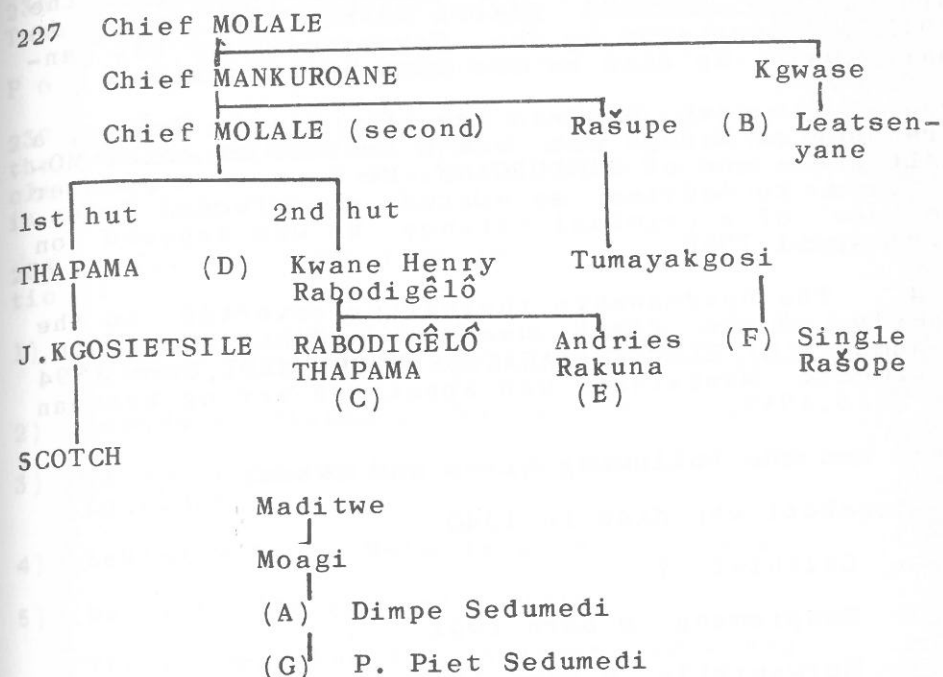 227 Chief MOLALE
Chief MANKUROANE Kgwase
Chief MOLALE (second) Rašupe (B) Leatsen-
yane
1st hut 2nd hut
THAPAMA (D) Kwane Henry Tumayakgosi
Rabodigêlô
J.KGOSIETSILE RABODIGÊLÔ Andries (F) Single
THAPAMA Rakuna Rašope
(C) (E)
SCOTCH
Maditwe
Moagi
(A) Dimpe Sedumedi
(G) P. Piet Sedumedi